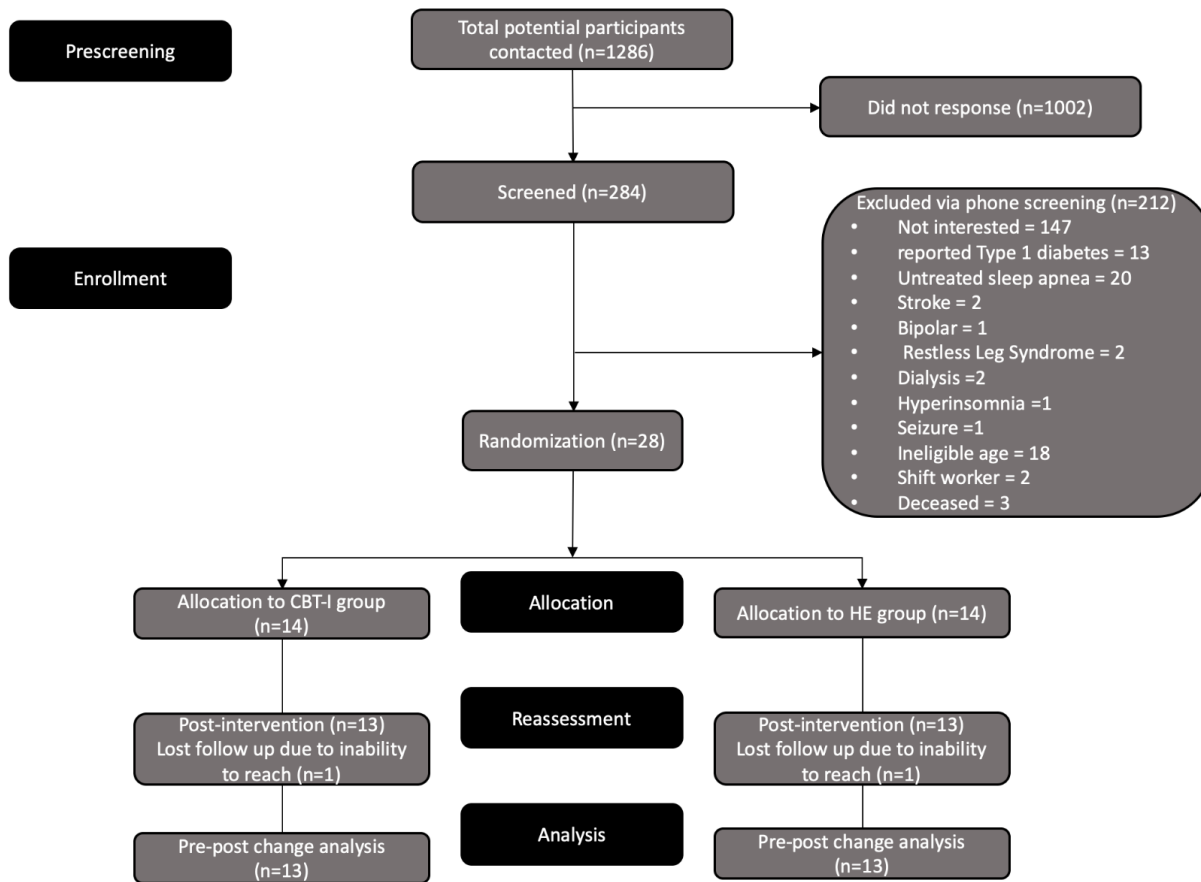 Prescreening
Total potential participants
contacted (n=1286)
Did not response (n=1002)
Screened (n=284)
Enrollment
Excluded via phone screening (n=212)
• Not interested = 147
• reported Type 1 diabetes = 13
• Untreated sleep apnea = 20
• Stroke = 2
• Bipolar = 1
• Restless Leg Syndrome = 2
• Dialysis =2
• Hyperinsomnia =1
• Seizure =1
• Ineligible age = 18
• Shift worker = 2
• Deceased = 3
Randomization (n=28)
Allocation to CBT-I group
(n=14)
Allocation
Allocation to HE group (n=14)
Post-intervention (n=13)
Lost follow up due to inability
to reach (n=1)
Reassessment
Post-intervention (n=13)
Lost follow up due to inability
to reach (n=1)
Pre-post change analysis
(n=13)
Analysis
Pre-post change analysis
(n=13)